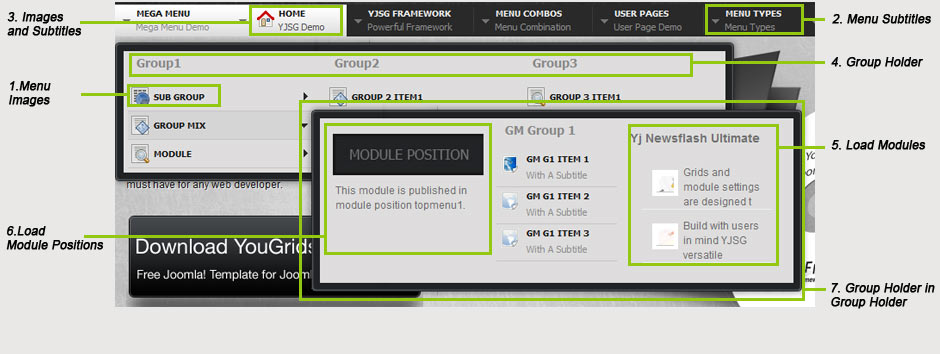 3. Images
and Subtitles
MEGA MENU
Mega Menu Demo
HOME
YJSG Demo
YJSG FRAMEWORK
Powerful Framework
MENU COMBOS
Menu Combination
USER PAGES
User Page Demo
MENU TYPES
Menu Types
2. Menu Subtitles
Group1
Group2
Group3
4. Group Holder
1.Menu
Images
SUB GROUP
GROUP 2 ITEM1
GROUP 3 ITEM1
GROUP MIX
MODULE
MODULE POSITION
This module is published in
module position topmenu1.
GM Group 1
GM G1 ITEM 1
With A Subtitle
GM G1 ITEM 2
With A Subtitle
GM G1 ITEM 3
With A Subtitle
Yj Newsflash Ultimate
Grids and
module settings
are designed t
Build with users
in mind YJSG
versatile
5. Load Modules
must have for any web developer.
6.Load
Module Positions
Download YouGrids
Free Joomla! Template for Joom
7. Group Holder in
Group Holder